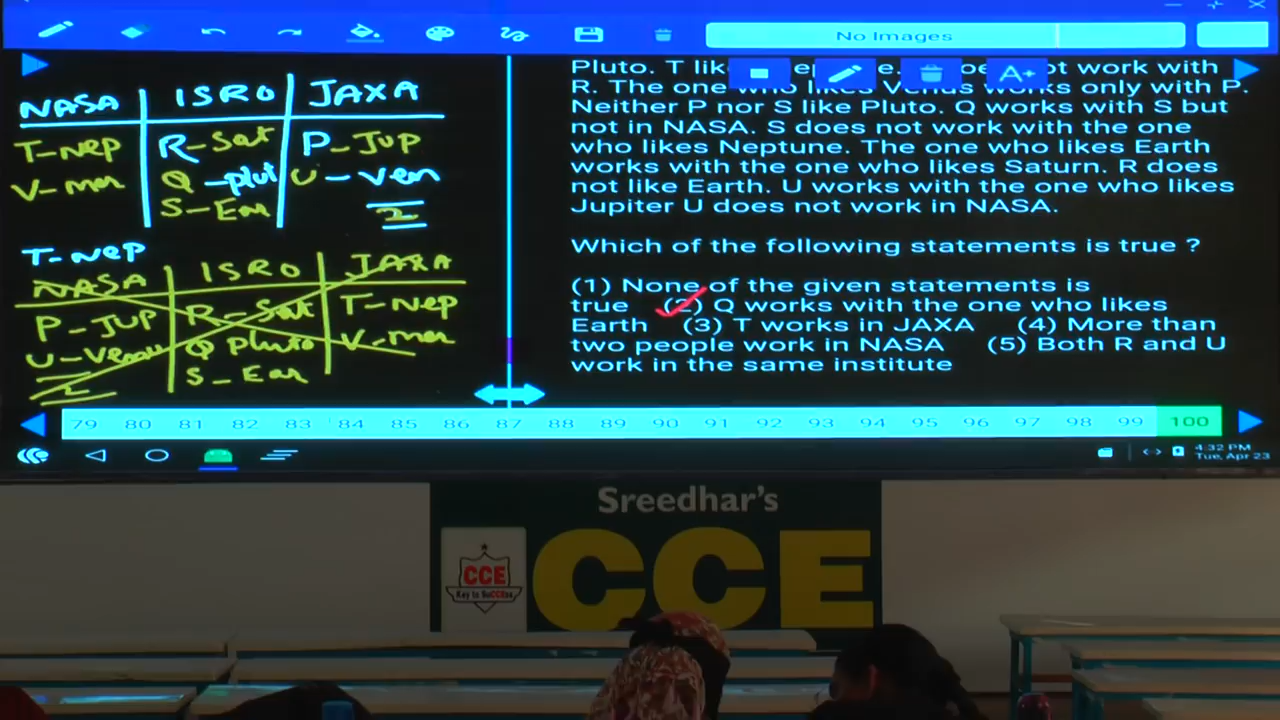 No Images
NASA ISRO JAXA
T-Nep R-Sat P-Jup
V-mer Q-plut U-Ven
S-Ear 2
T-Nep
NASA ISRO JAXA
P-Jup R-Sat T-Nep
U-Venu Q Pluto V-mer
2 S-Ear
Pluto. T lik
not work with
R. The one who likes Venus works only with P.
Neither P nor S like Pluto. Q works with S but
not in NASA. S does not work with the one
who likes Neptune. The one who likes Earth
works with the one who likes Saturn. R does
not like Earth. U works with the one who likes
Jupiter U does not work in NASA.
Which of the following statements is true ?
(1) None of the given statements is
true (2) Q works with the one who likes
Earth (3) T works in JAXA (4) More than
two people work in NASA (5) Both R and U
work in the same institute
A+
79 80 81 82 83 84 85 86 87 88 89 90 91 92 93 94 95 96 97 98 99 100
4:32 PM
Tue, Apr 23
Sreedhar's
CCE
CCE
Key to SuCCEss